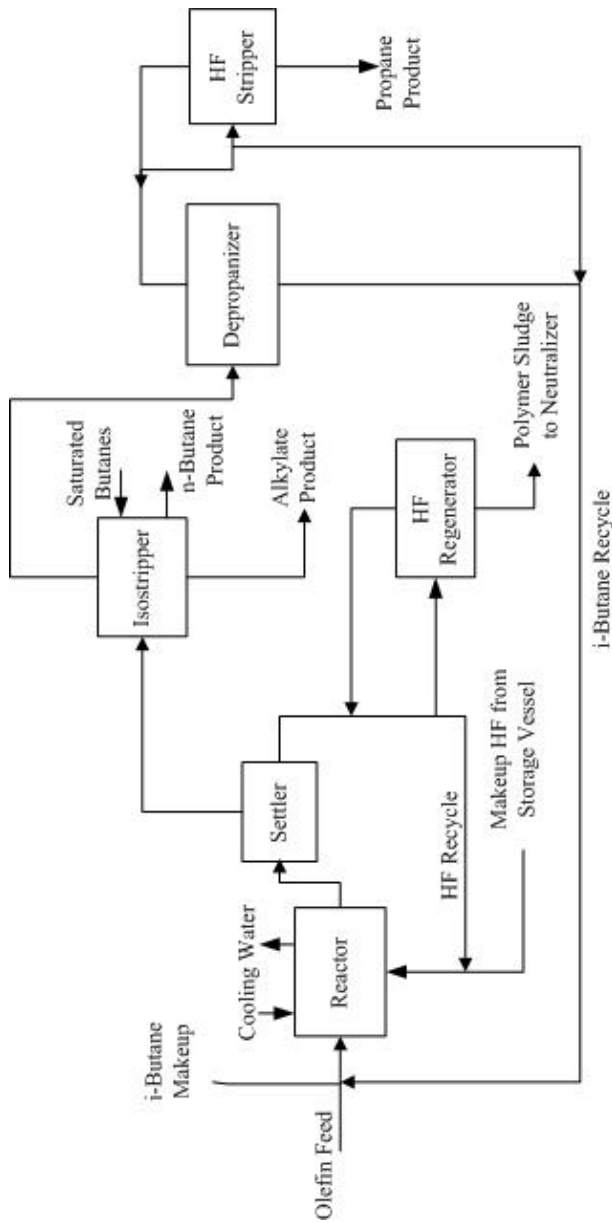 i-Butane
Makeup
Olefin Feed
Cooling Water
Reactor
Settler
HF Recycle
Makeup HF from
Storage Vessel
Isostripper
Saturated
Butanes
n-Butane
Product
Alkylate
Product
HF
Regenerator
Polymer Sludge
to Neutralizer
Depropanizer
HF
Stripper
Propane
Product
i-Butane Recycle